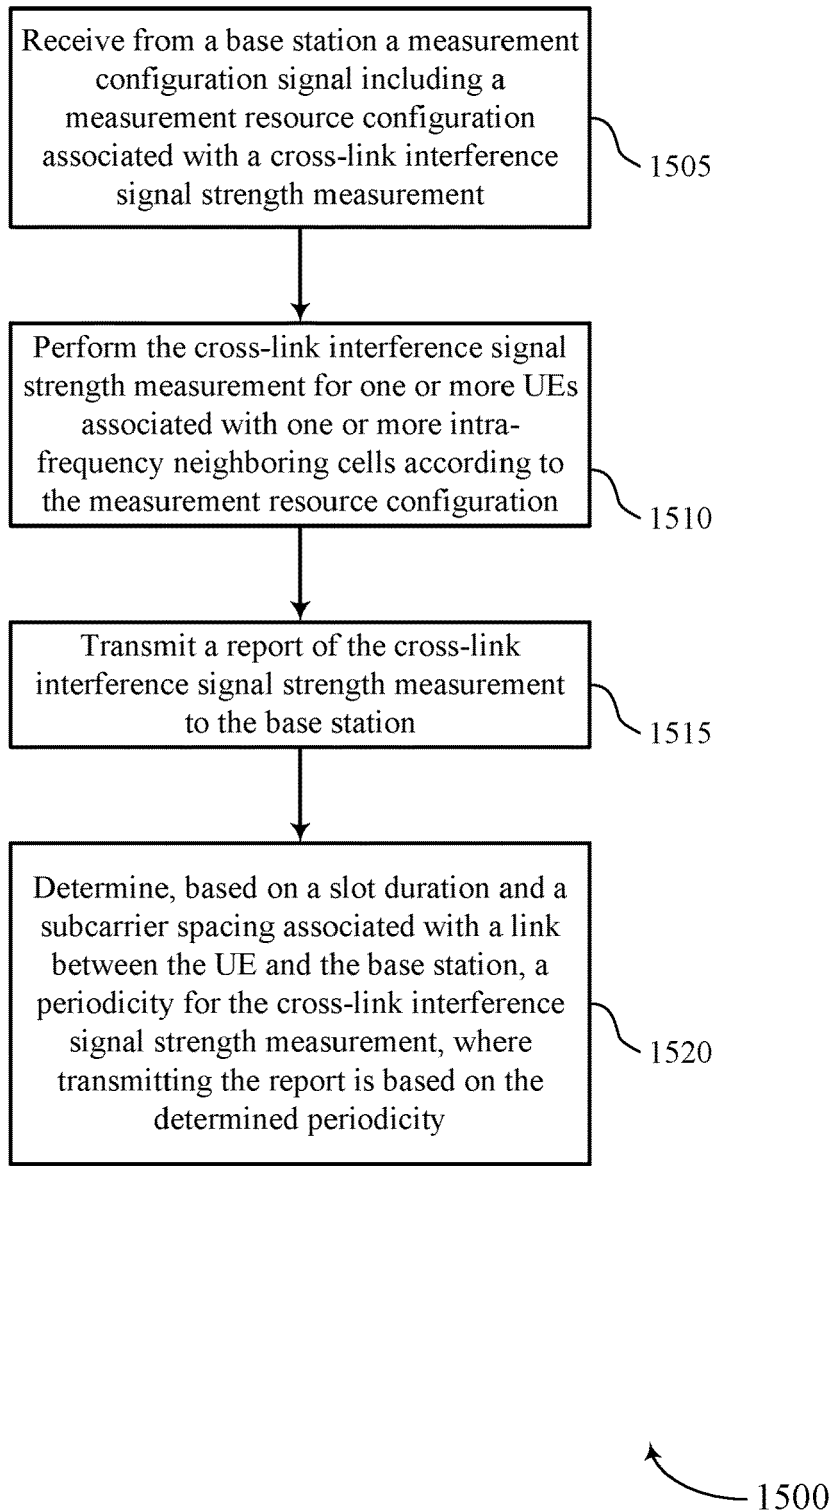 Receive from a base station a measurement
configuration signal including a
measurement resource configuration
associated with a cross-link interference
signal strength measurement
1505
Perform the cross-link interference signal
strength measurement for one or more UEs
associated with one or more intra-
frequency neighboring cells according to
the measurement resource configuration
1510
Transmit a report of the cross-link
interference signal strength measurement
to the base station
1515
Determine, based on a slot duration and a
subcarrier spacing associated with a link
between the UE and the base station, a
periodicity for the cross-link interference
signal strength measurement, where
transmitting the report is based on the
determined periodicity
1520
1500